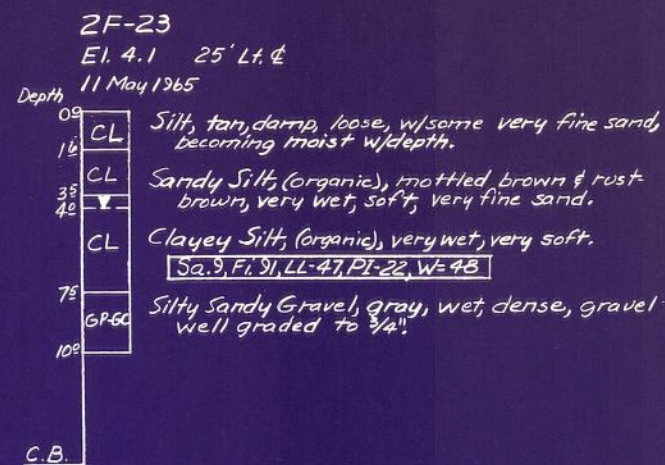 2F-23
El. 4.1 25' Lt. ℄
11 May 1965
Depth
0.0
CL Silt, tan, damp, loose, w/some very fine sand,
becoming moist w/depth.
CL Sandy Silt, (organic), mottled brown & rust-
brown, very wet, soft, very fine sand.
3.5
4.0
CL Clayey Silt, (organic), very wet, very soft.
Sa.9, Fi. 91, LL-47, PI-22, W=48
7.5
GP-GC Silty Sandy Gravel, gray, wet, dense, gravel
well graded to 3/4".
10.0
C.B.